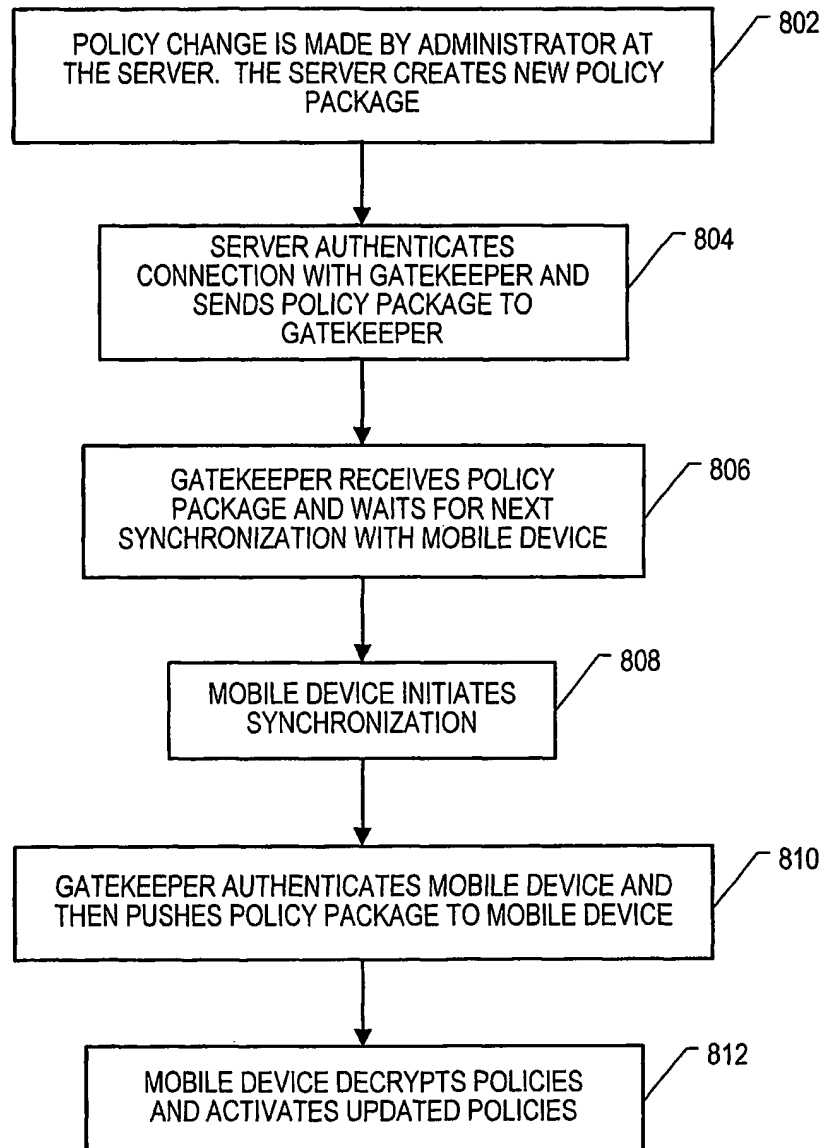 POLICY CHANGE IS MADE BY ADMINISTRATOR AT
THE SERVER. THE SERVER CREATES NEW POLICY
PACKAGE
802
SERVER AUTHENTICATES
CONNECTION WITH GATEKEEPER AND
SENDS POLICY PACKAGE TO
GATEKEEPER
804
GATEKEEPER RECEIVES POLICY
PACKAGE AND WAITS FOR NEXT
SYNCHRONIZATION WITH MOBILE DEVICE
806
MOBILE DEVICE INITIATES
SYNCHRONIZATION
808
GATEKEEPER AUTHENTICATES MOBILE DEVICE AND
THEN PUSHES POLICY PACKAGE TO MOBILE DEVICE
810
MOBILE DEVICE DECRYPTS POLICIES
AND ACTIVATES UPDATED POLICIES
812